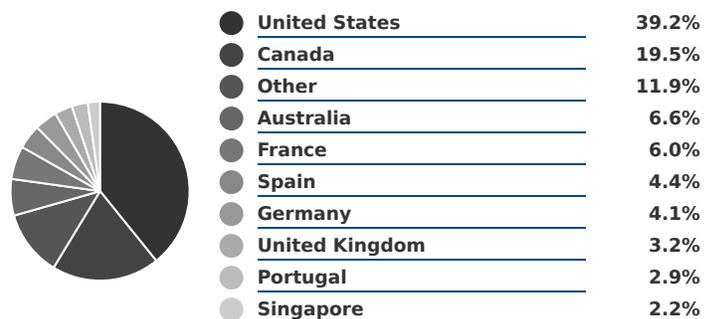 United States 39.2%
Canada 19.5%
Other 11.9%
Australia 6.6%
France 6.0%
Spain 4.4%
Germany 4.1%
United Kingdom 3.2%
Portugal 2.9%
Singapore 2.2%